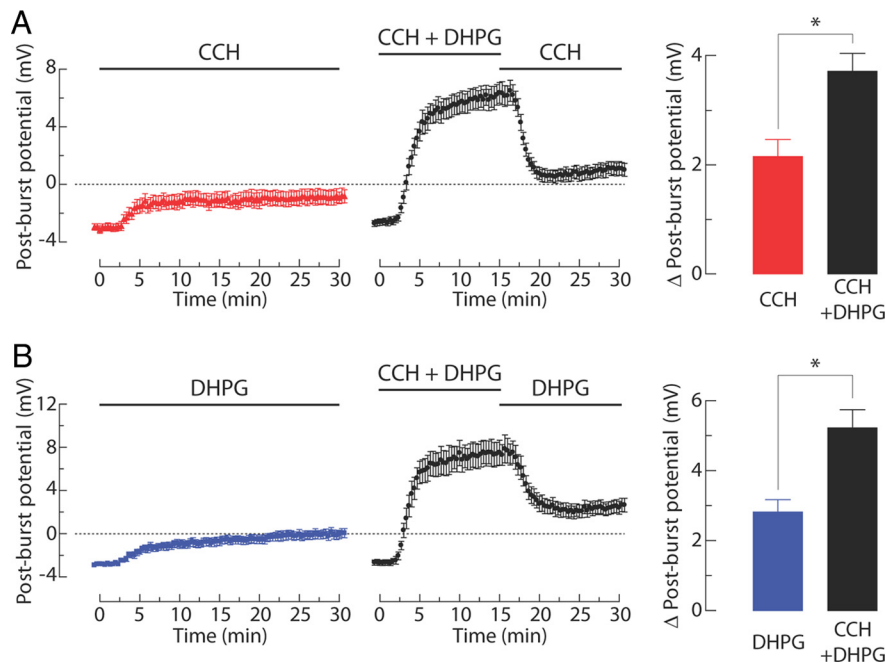 A
CCH
CCH + DHPG
CCH
*
Post-burst potential (mV)
8
4
0
-4
0 5 10 15 20 25 30
Time (min)
0 5 10 15 20 25 30
Time (min)
Δ Post-burst potential (mV)
4
2
0
CCH
CCH
+DHPG
B
DHPG
CCH + DHPG
DHPG
*
Post-burst potential (mV)
12
8
4
0
-4
0 5 10 15 20 25 30
Time (min)
0 5 10 15 20 25 30
Time (min)
Δ Post-burst potential (mV)
6
4
2
0
DHPG
CCH
+DHPG